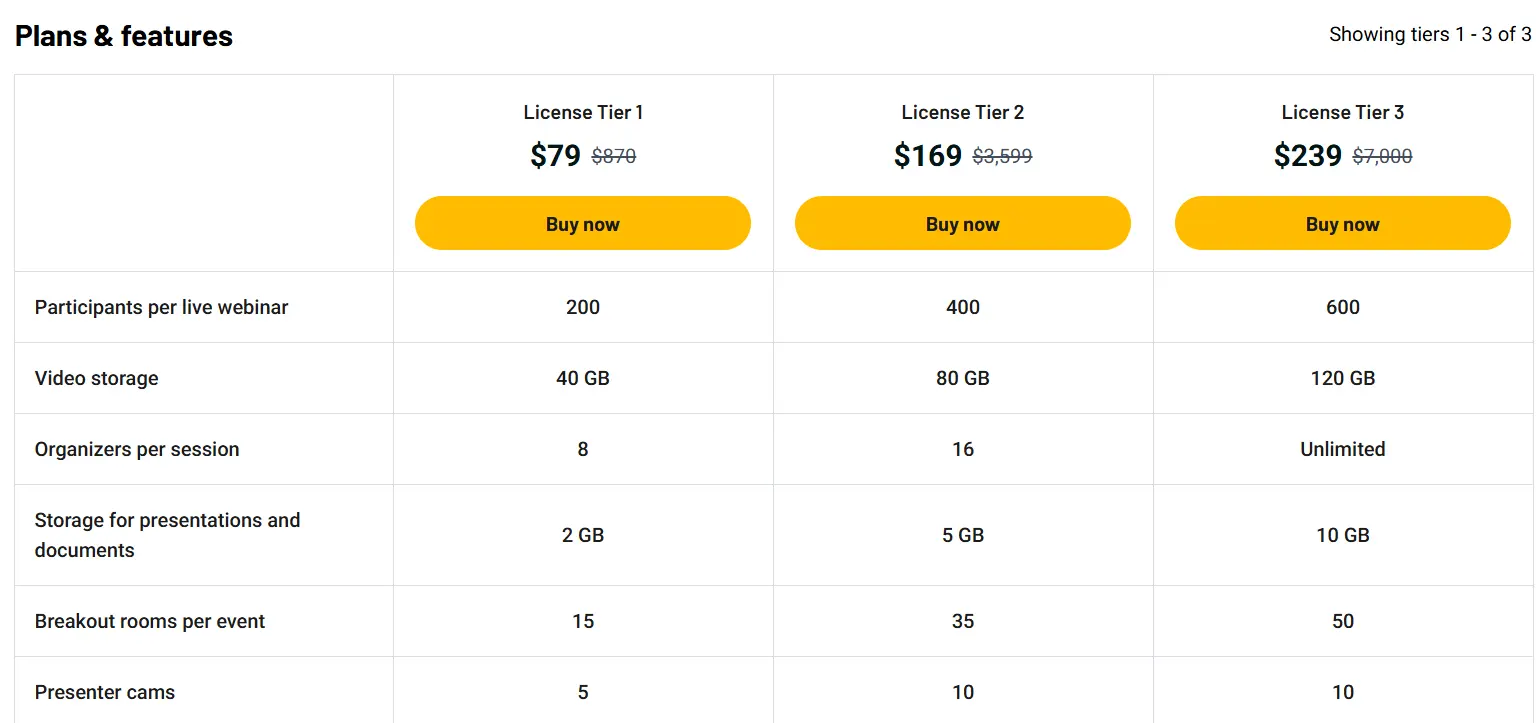 Plans & features
Showing tiers 1 - 3 of 3
License Tier 1
$79 $870
Buy now
License Tier 2
$169 $3,599
Buy now
License Tier 3
$239 $7,000
Buy now
Participants per live webinar 200 400 600
Video storage 40 GB 80 GB 120 GB
Organizers per session 8 16 Unlimited
Storage for presentations and
documents
2 GB 5 GB 10 GB
Breakout rooms per event 15 35 50
Presenter cams 5 10 10